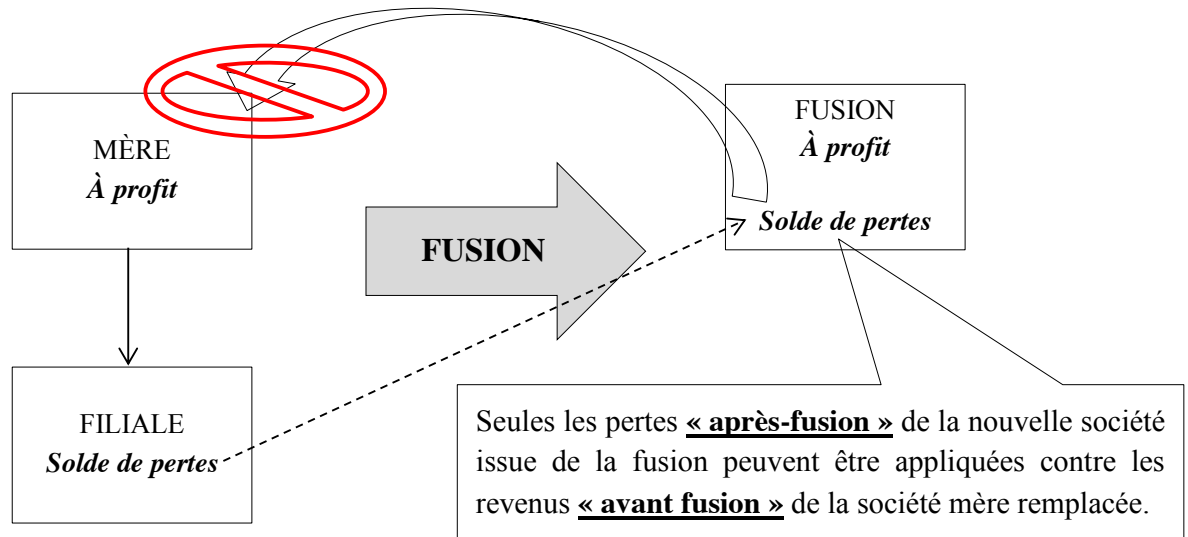 MÈRE
À profit
FUSION
À profit
Solde de pertes
FUSION
FILIALE
Solde de pertes
Seules les pertes « après-fusion » de la nouvelle société
issue de la fusion peuvent être appliquées contre les
revenus « avant fusion » de la société mère remplacée.